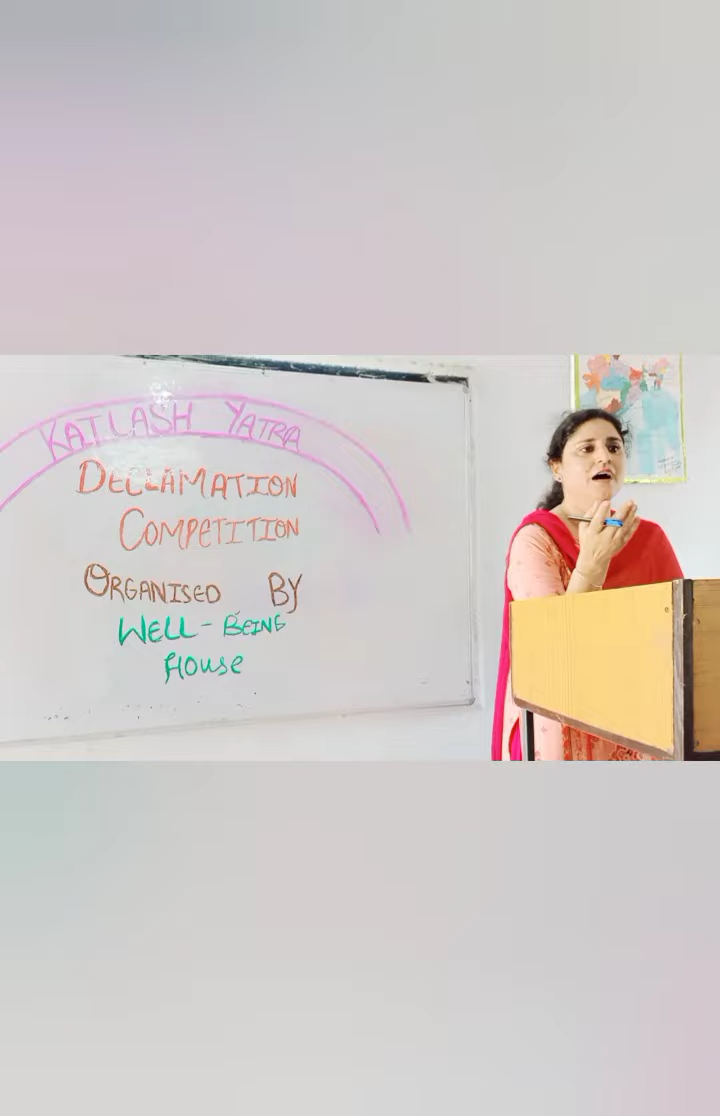 KAILASH YATRA
DECLAMATION
COMPETITION
ORGANISED BY
WELL-BEING
House